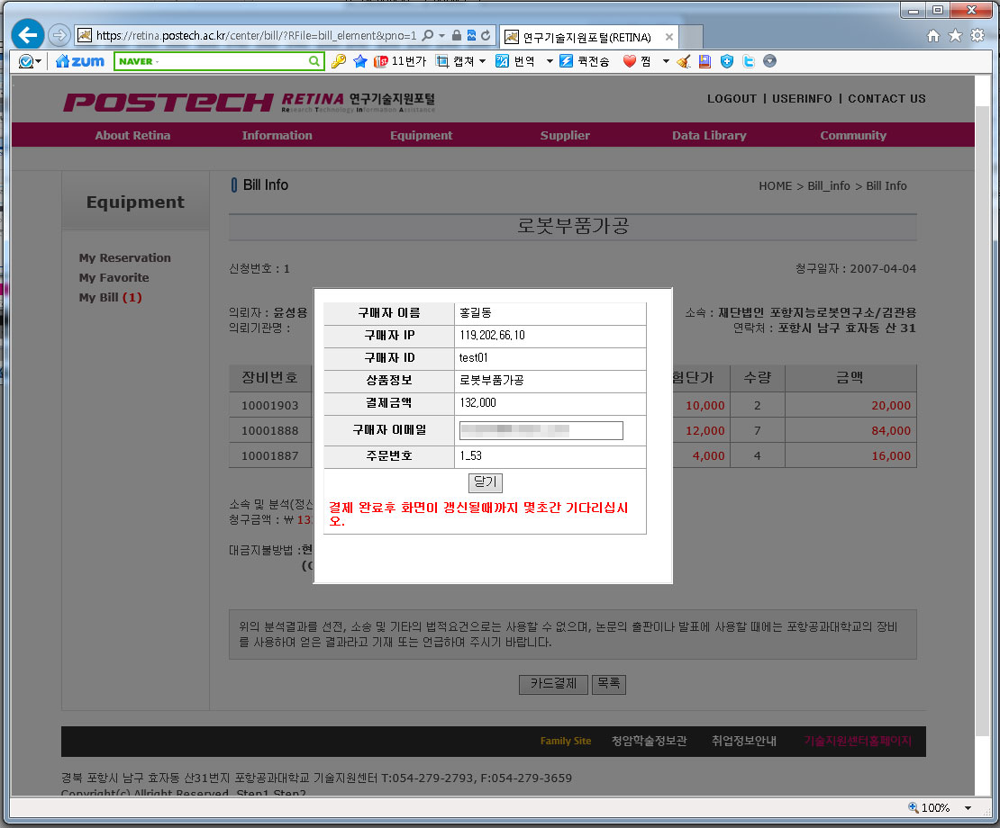 https://retina.postech.ac.kr/center/bill/?RFile=bill_element&pno=1
연구기술지원포털(RETINA)
zum NAVER 11번가 캡쳐 번역 퀵전송 찜
POSTECH RETINA 연구기술지원포털
Research Technology Information Assistance
LOGOUT | USERINFO | CONTACT US
About Retina Information Equipment Supplier Data Library Community
Equipment
My Reservation
My Favorite
My Bill (1)
Bill Info
HOME > Bill_info > Bill Info
로봇부품가공
신청번호 : 1 청구일자 : 2007-04-04
의뢰자 : 윤성용 소속 : 재단법인 포항지능로봇연구소/김관용
의뢰기관명 : 연락처 : 포항시 남구 효자동 산 31
장비번호 험단가 수량 금액
10001903 10,000 2 20,000
10001888 12,000 7 84,000
10001887 4,000 4 16,000
소속 및 분석(정산
청구금액 : ₩ 13
대금지불방법 :현
(
구매자 이름 홍길동
구매자 IP 119.202.66.10
구매자 ID test01
상품정보 로봇부품가공
결제금액 132,000
구매자 이메일
주문번호 1_53
닫기
결제 완료후 화면이 갱신될때까지 몇초간 기다리십시
오.
위의 분석결과를 선전, 소송 및 기타의 법적요건으로는 사용할 수 없으며, 논문의 출판이나 발표에 사용할 때에는 포항공과대학교의 장비
를 사용하여 얻은 결과라고 기재 또는 언급하여 주시기 바랍니다.
카드결제 목록
Family Site 청암학술정보관 취업정보안내 기술지원센터홈페이지
경북 포항시 남구 효자동 산31번지 포항공과대학교 기술지원센터 T:054-279-2793, F:054-279-3659
Copyright(c) Allright Reserved. Step1 Step2
100%